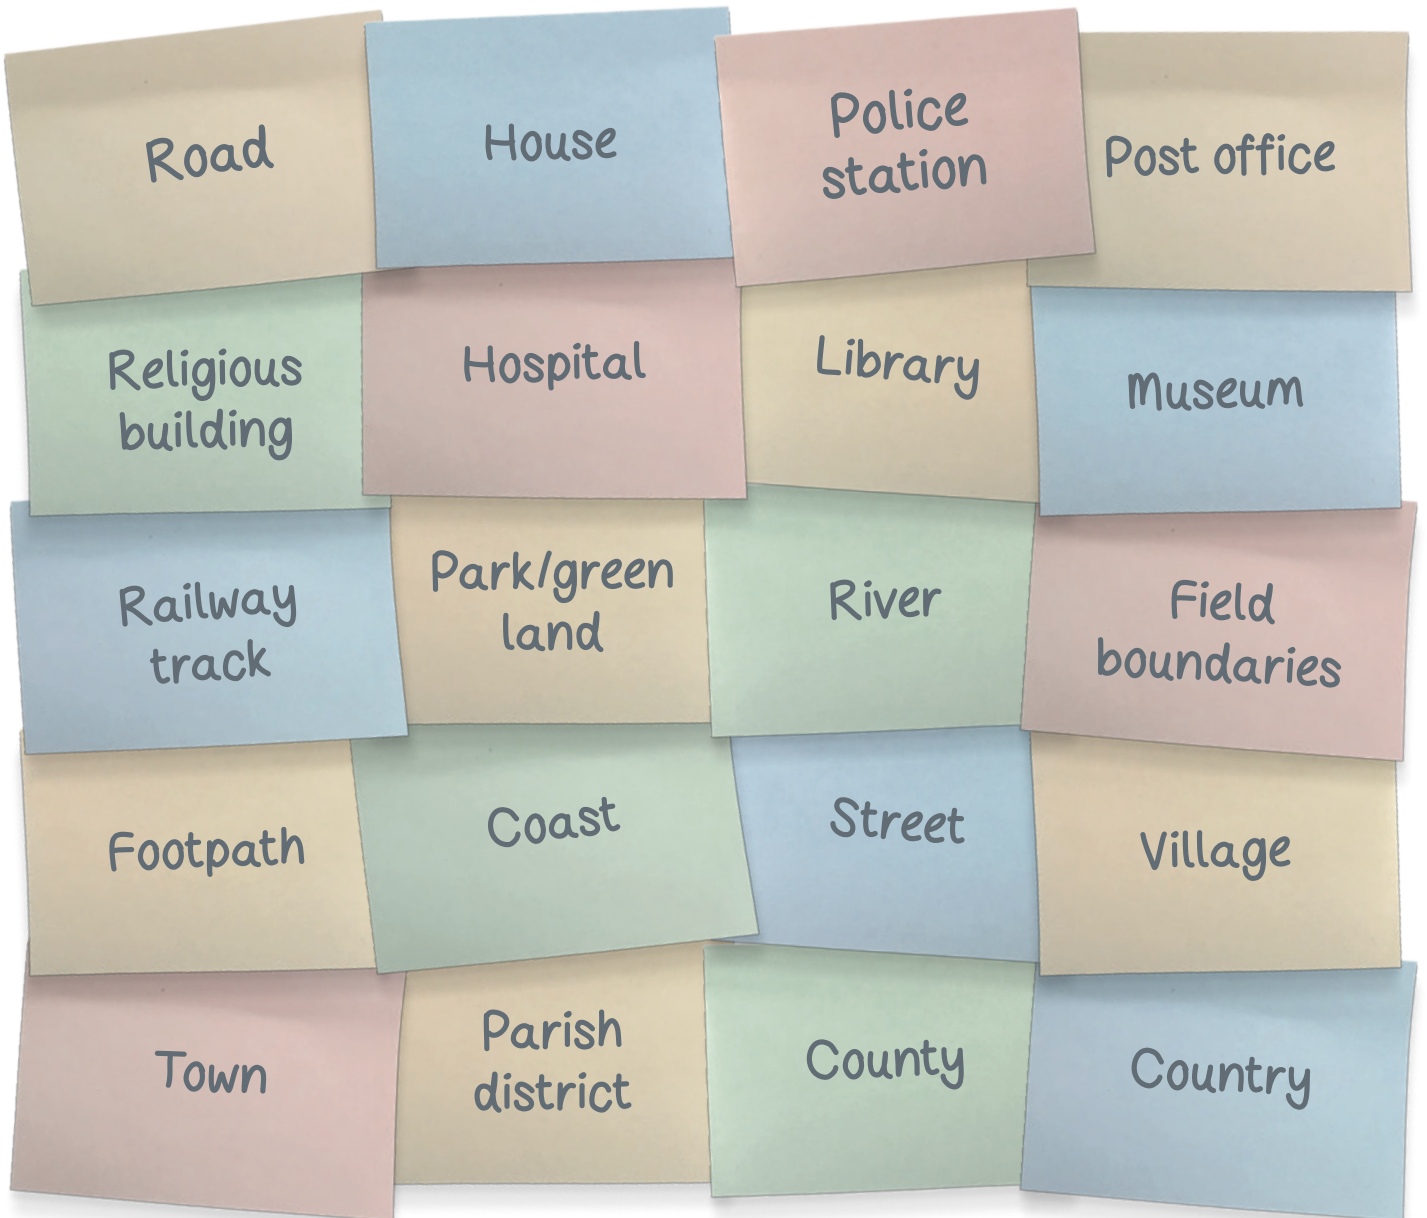 Road
House
Police
station
Post office
Religious
building
Hospital
Library
Museum
Railway
track
Park/green
land
River
Field
boundaries
Footpath
Coast
Street
Village
Town
Parish
district
County
Country